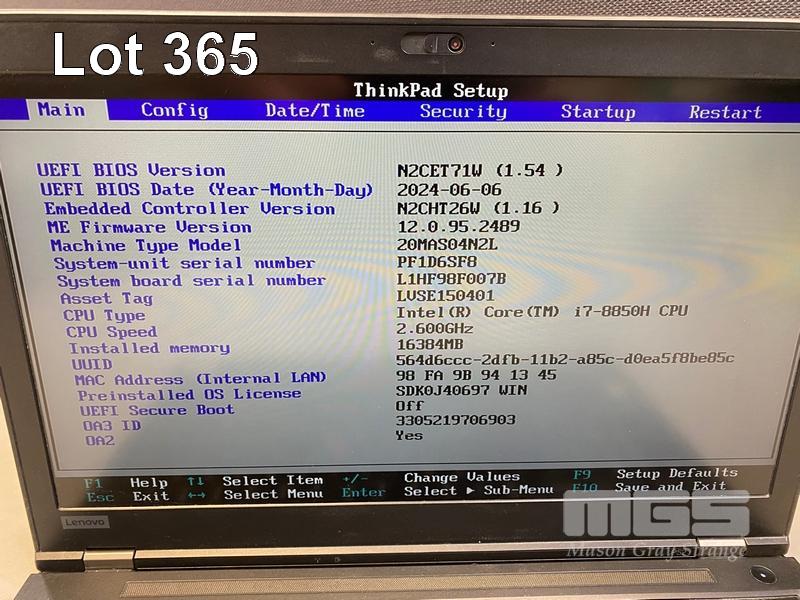 Lot 365
ThinkPad Setup
Main Config Date/Time Security Startup Restart
UEFI BIOS Version N2CET71W (1.54 )
UEFI BIOS Date (Year-Month-Day) 2024-06-06
Embedded Controller Version N2CHT26W (1.16 )
ME Firmware Version 12.0.95.2489
Machine Type Model 20MAS04N2L
System-unit serial number PF1D6SF8
System board serial number L1HF98F007B
Asset Tag LVSE150401
CPU Type Intel(R) Core(TM) i7-8850H CPU
CPU Speed 2.600GHz
Installed memory 16384MB
UUID 564d6ccc-2dfb-11b2-a85c-d0ea5f8be85c
MAC Address (Internal LAN) 98 FA 9B 94 13 45
Preinstalled OS License SDK0J40697 WIN
UEFI Secure Boot Off
OA3 ID 3305219706903
OA2 Yes
F1 Help ↑↓ Select Item +/- Change Values F9 Setup Defaults
Esc Exit ←→ Select Menu Enter Select ▶ Sub-Menu F10 Save and Exit
Lenovo
MGS
Mason Gray Strange